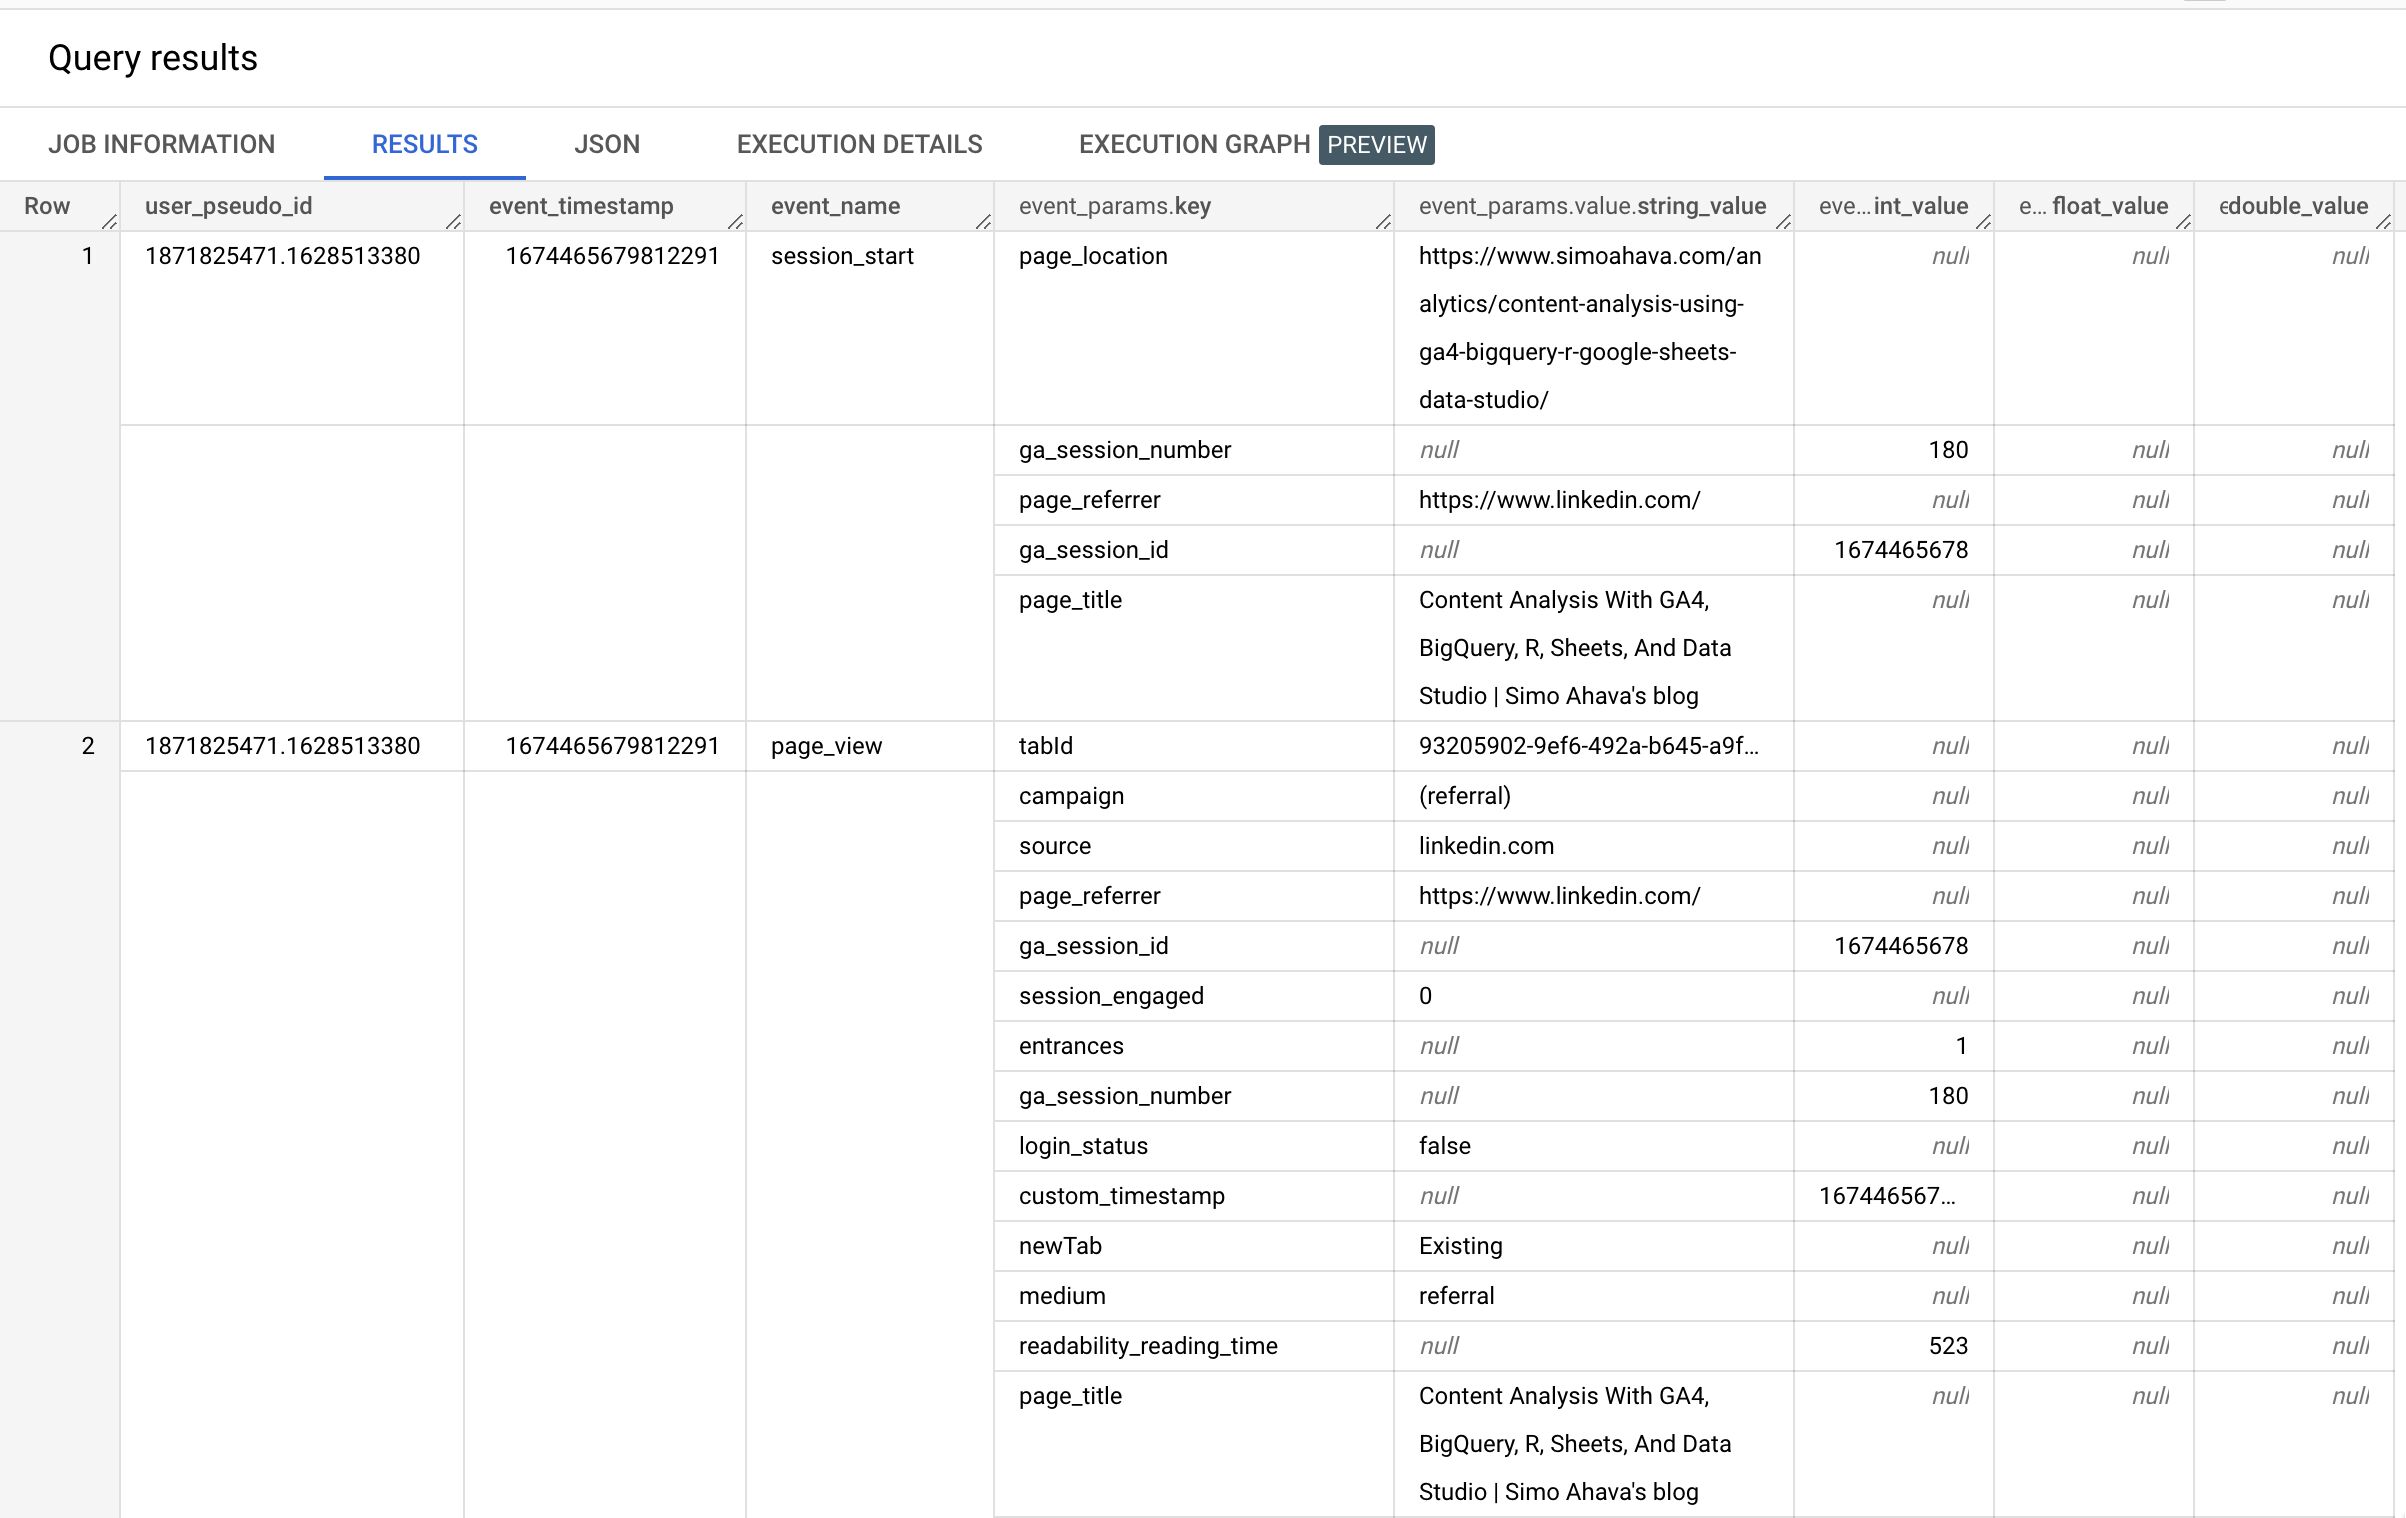 Query results
JOB INFORMATION RESULTS JSON EXECUTION DETAILS EXECUTION GRAPH PREVIEW
Row user_pseudo_id event_timestamp event_name event_params.key event_params.value.string_value eve... int_value e... float_value double_value
1 1871825471.1628513380 1674465679812291 session_start page_location https://www.simoahava.com/an null null null
alytics/content-analysis-using-
ga4-bigquery-r-google-sheets-
data-studio/
ga_session_number null 180 null null
page_referrer https://www.linkedin.com/ null null null
ga_session_id null 1674465678 null null
page_title Content Analysis With GA4, null null null
BigQuery, R, Sheets, And Data
Studio | Simo Ahava's blog
2 1871825471.1628513380 1674465679812291 page_view tabId 93205902-9ef6-492a-b645-a9f... null null null
campaign (referral) null null null
source linkedin.com null null null
page_referrer https://www.linkedin.com/ null null null
ga_session_id null 1674465678 null null
session_engaged 0 null null null
entrances null 1 null null
ga_session_number null 180 null null
login_status false null null null
custom_timestamp null 167446567... null null
newTab Existing null null null
medium referral null null null
readability_reading_time null 523 null null
page_title Content Analysis With GA4, null null null
BigQuery, R, Sheets, And Data
Studio | Simo Ahava's blog